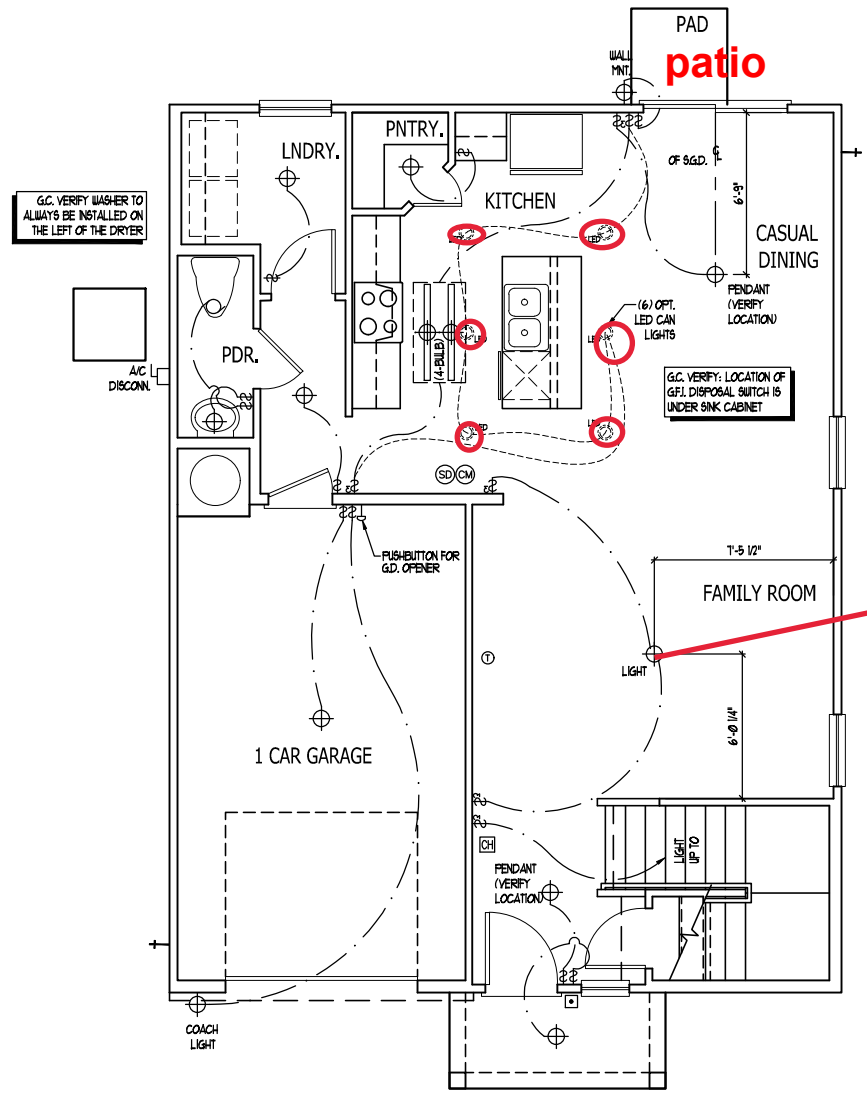 PAD
patio
WALL
MNT.
PNTRY.
LNDRY.
KITCHEN
OF S.G.D.
6'-9"
G.C. VERIFY WASHER TO
ALWAYS BE INSTALLED ON
THE LEFT OF THE DRYER
CASUAL
DINING
LED
LED
PENDANT
(VERIFY
LOCATION)
(6) OPT.
LED CAN
LIGHTS
LED
LED
(4-BULB)
PDR.
A/C
DISCONN.
G.C. VERIFY: LOCATION OF
G.F.I. DISPOSAL SWITCH IS
UNDER SINK CABINET
LED
LED
SD
CM
PUSHBUTTON FOR
G.D. OPENER
7'-5 1/2"
FAMILY ROOM
T
LIGHT
6'-0 1/4"
1 CAR GARAGE
CH
LIGHT
UP TO
PENDANT
(VERIFY
LOCATION)
COACH
LIGHT